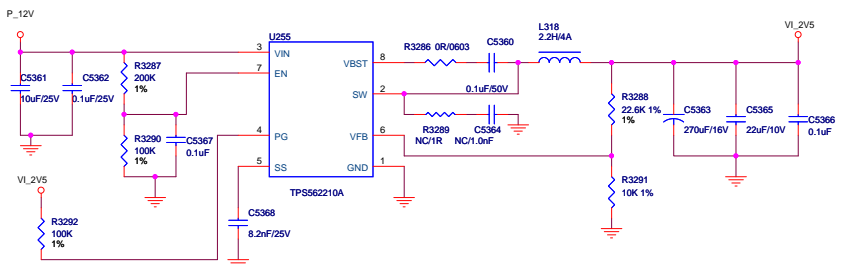 P_12V
U255
L318
2.2H/4A
VI_2V5
R3286 0R/0603
C5360
3
VIN
VBST
8
7
EN
C5361
10uF/25V
C5362
0.1uF/25V
R3287
200K
1%
0.1uF/50V
SW
2
R3288
22.6K 1%
1%
C5363
270uF/16V
C5365
22uF/10V
C5366
0.1uF
R3289
NC/1R
C5364
NC/1.0nF
R3290
100K
1%
C5367
0.1uF
4
PG
VFB
6
5
SS
GND
1
TPS562210A
R3291
10K 1%
VI_2V5
R3292
100K
1%
C5368
8.2nF/25V